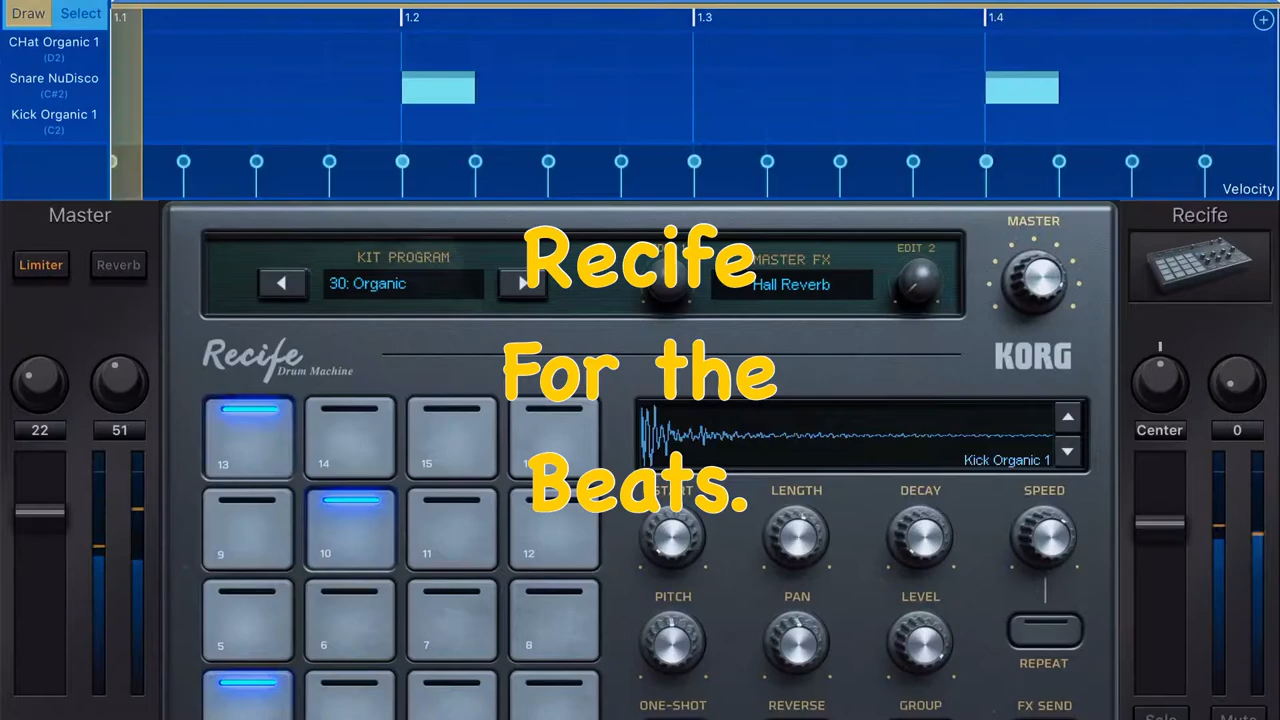 Draw Select 1.1 1.2 1.3 1.4
CHat Organic 1
(D2)
Snare NuDisco
(C#2)
Kick Organic 1
(C2)
Velocity
Master
Limiter Reverb
22 51
KIT PROGRAM
30: Organic
MASTER FX
Hall Reverb
EDIT 2
MASTER
Recife
Drum Machine
KORG
Recife
For the
Beats.
13 14 15
9 10 11 12
5 6 7 8
Kick Organic 1
START LENGTH DECAY SPEED
PITCH PAN LEVEL
REPEAT
ONE-SHOT REVERSE GROUP FX SEND
Recife
Center 0
Solo Mute